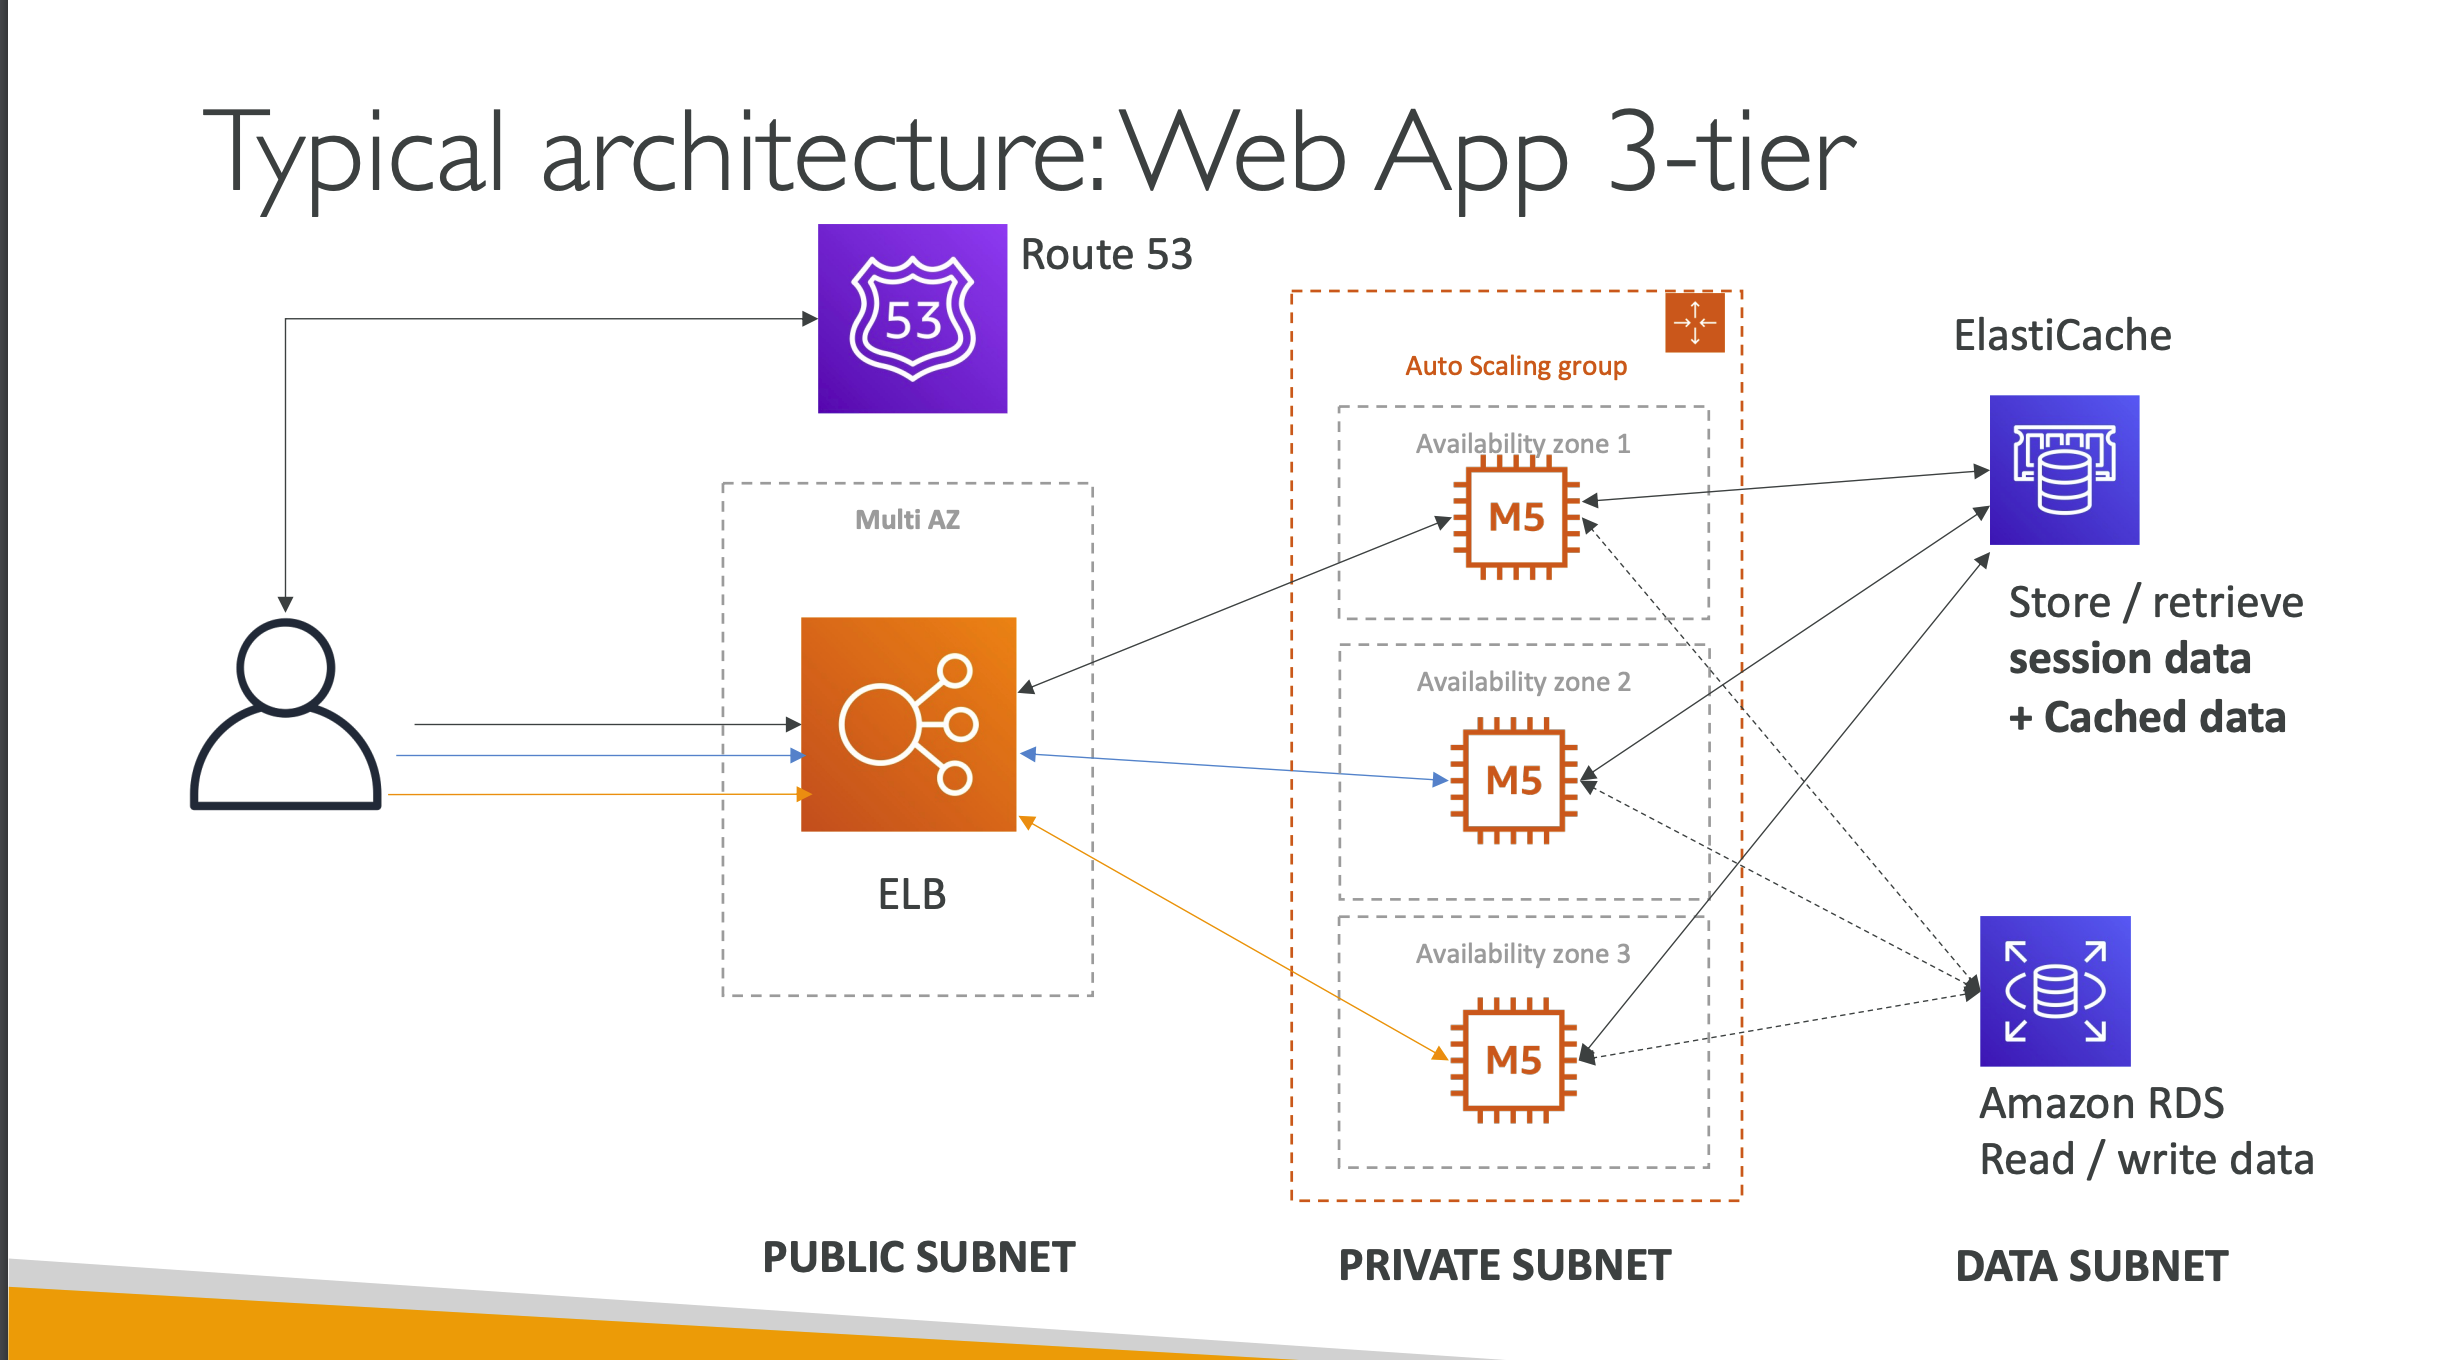 Typical architecture: Web App 3-tier
53
Route 53
Multi AZ
ELB
PUBLIC SUBNET
Auto Scaling group
Availability zone 1
M5
Availability zone 2
M5
Availability zone 3
M5
PRIVATE SUBNET
ElastiCache
Store / retrieve
session data
+ Cached data
Amazon RDS
Read / write data
DATA SUBNET